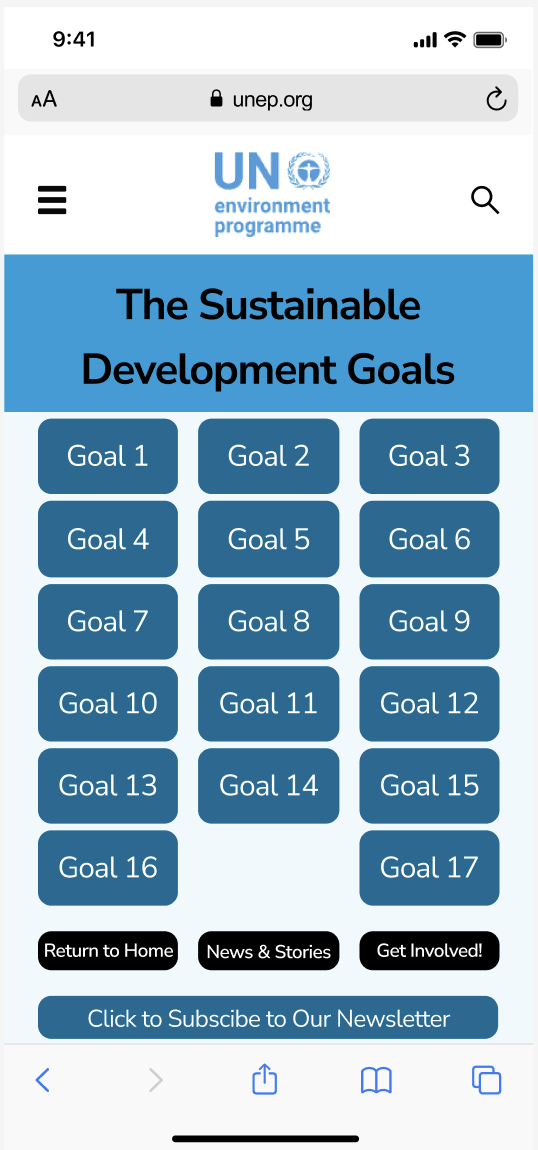 9:41
AA unep.org
UN
environment
programme
The Sustainable
Development Goals
Goal 1 Goal 2 Goal 3
Goal 4 Goal 5 Goal 6
Goal 7 Goal 8 Goal 9
Goal 10 Goal 11 Goal 12
Goal 13 Goal 14 Goal 15
Goal 16 Goal 17
Return to Home News & Stories Get Involved!
Click to Subscibe to Our Newsletter